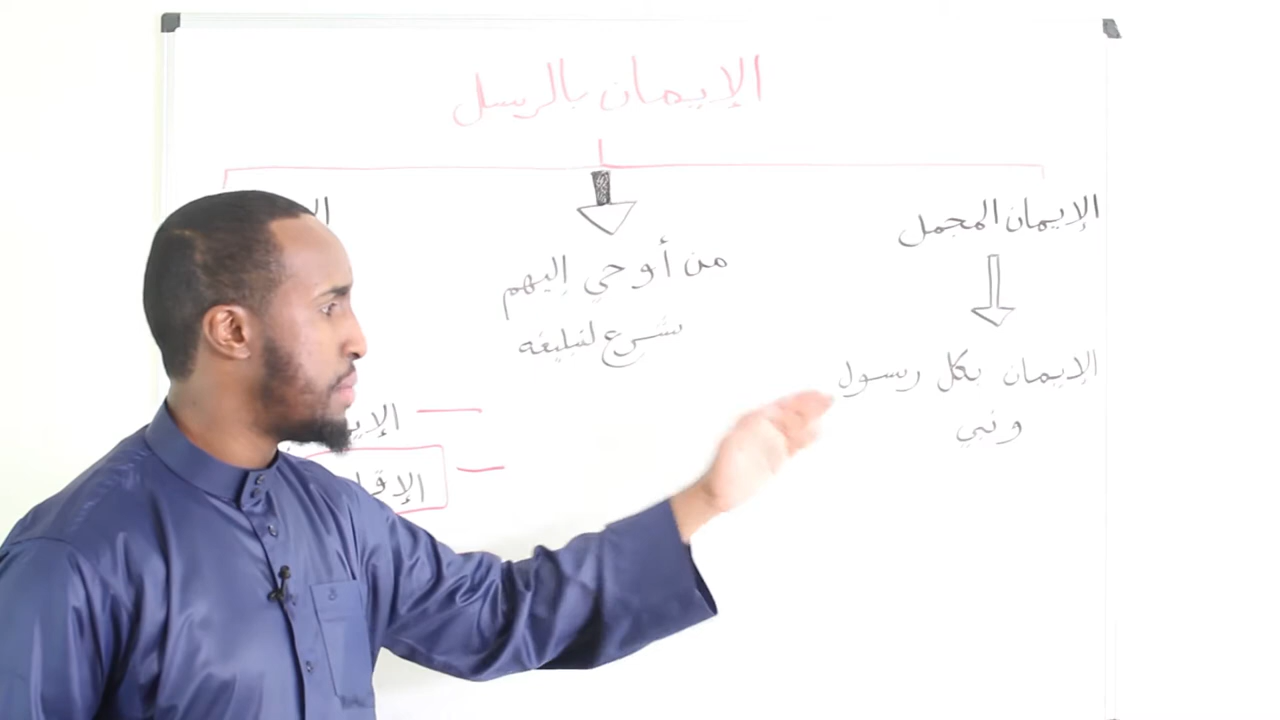 الإيمان بالرسل
الإيمان المجمل
الإيمان بكل رسول
ونبي
من أوحي إليهم
بشرع لتبليغه